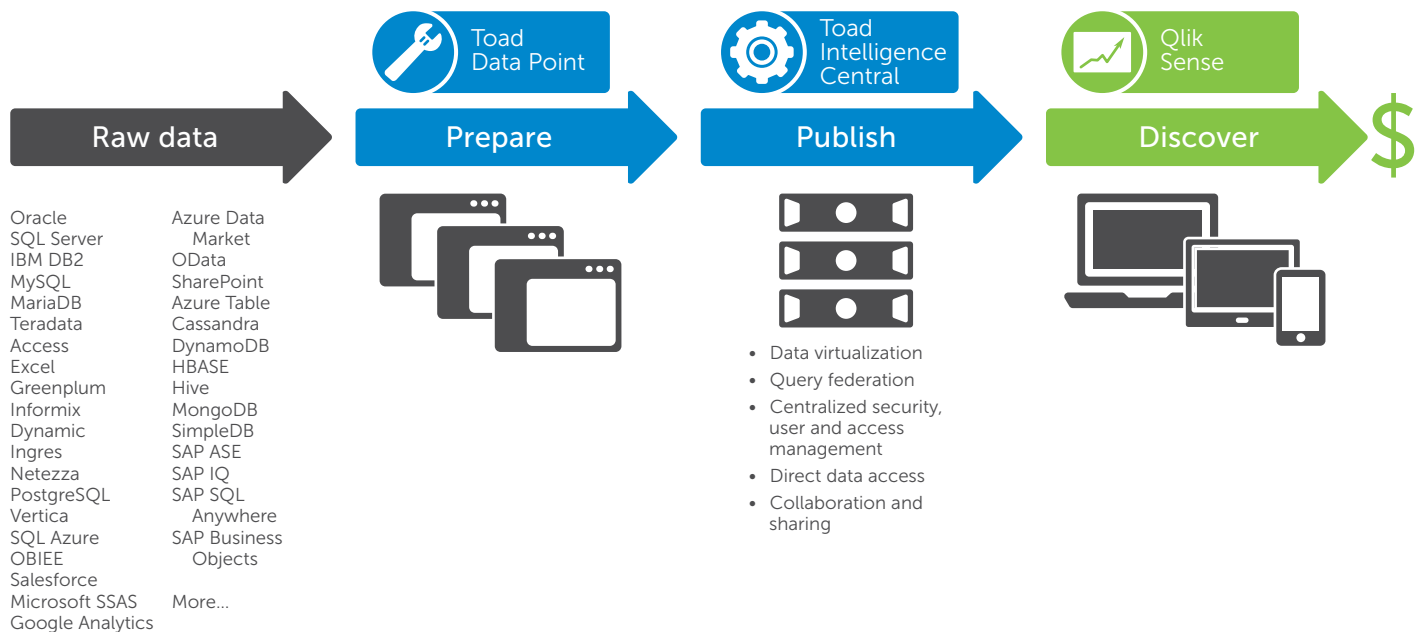 Toad
Data Point
Toad
Intelligence
Central
Qlik
Sense
Raw data
Prepare
Publish
Discover
$
Oracle
SQL Server
IBM DB2
MySQL
MariaDB
Teradata
Access
Excel
Greenplum
Informix
Dynamic
Ingres
Netezza
PostgreSQL
Vertica
SQL Azure
OBIEE
Salesforce
Microsoft SSAS
Google Analytics
Azure Data
Market
OData
SharePoint
Azure Table
Cassandra
DynamoDB
HBASE
Hive
MongoDB
SimpleDB
SAP ASE
SAP IQ
SAP SQL
Anywhere
SAP Business
Objects
More...
• Data virtualization
• Query federation
• Centralized security,
user and access
management
• Direct data access
• Collaboration and
sharing